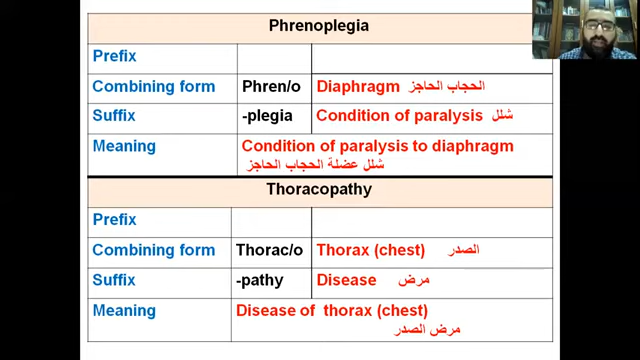 Phrenoplegia
Prefix
Combining form Phren/o Diaphragm الحجاب الحاجز
Suffix -plegia Condition of paralysis شلل
Meaning Condition of paralysis to diaphragm
شلل عضلة الحجاب الحاجز
Thoracopathy
Prefix
Combining form Thorac/o Thorax (chest) الصدر
Suffix -pathy Disease مرض
Meaning Disease of thorax (chest)
مرض الصدر